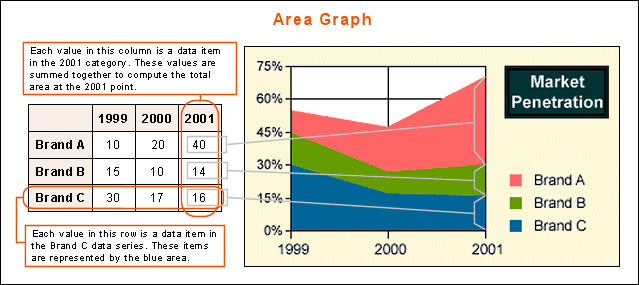 Area Graph
Each value in this column is a data item
in the 2001 category. These values are
summed together to compute the total
area at the 2001 point.
1999 2000 2001
Brand A 10 20 40
Brand B 15 10 14
Brand C 30 17 16
Each value in this row is a data item in
the Brand C data series. These items
are represented by the blue area.
75%
60%
45%
30%
15%
0%
1999 2000 2001
Market
Penetration
Brand A
Brand B
Brand C